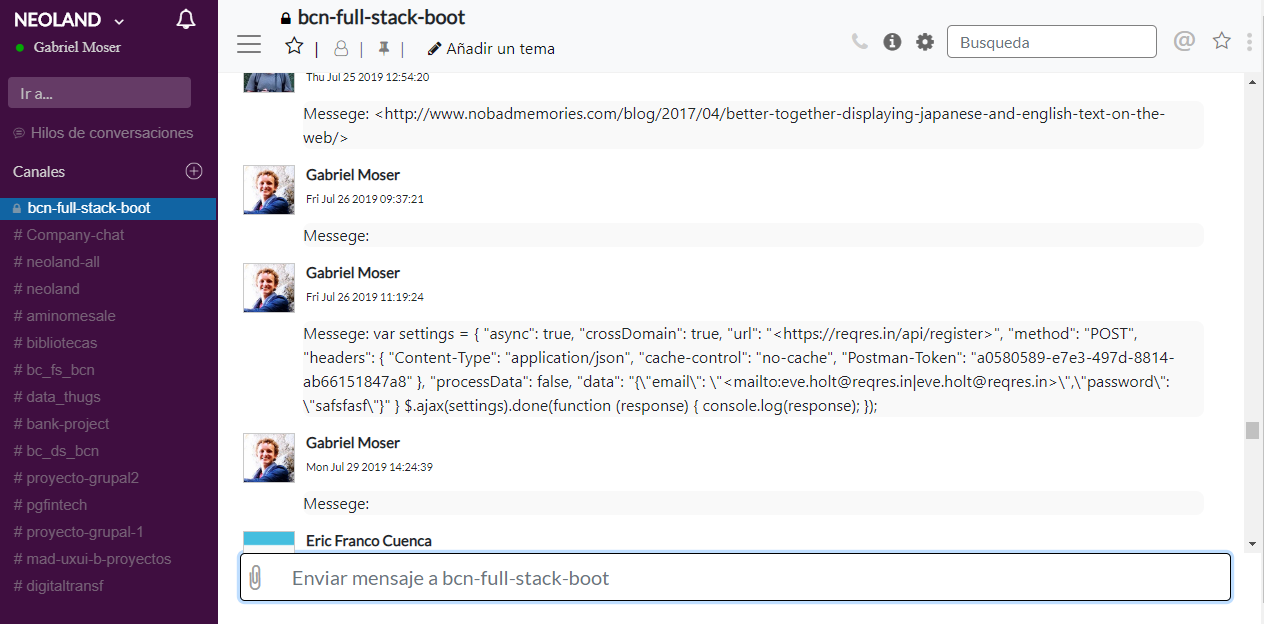 NEOLAND
Gabriel Moser
Ir a...
Hilos de conversaciones
Canales
bcn-full-stack-boot
# Company-chat
# neoland-all
# neoland
# aminomesale
# bibliotecas
# bc_fs_bcn
# data_thugs
# bank-project
# bc_ds_bcn
# proyecto-grupal2
# pgfintech
# proyecto-grupal-1
# mad-uxui-b-proyectos
# digitaltransf
bcn-full-stack-boot
| | | Añadir un tema
Busqueda
@
Thu Jul 25 2019 12:54:20
Messege: <http://www.nobadmemories.com/blog/2017/04/better-together-displaying-japanese-and-english-text-on-the-
web/>
Gabriel Moser
Fri Jul 26 2019 09:37:21
Messege:
Gabriel Moser
Fri Jul 26 2019 11:19:24
Messege: var settings = { "async": true, "crossDomain": true, "url": "<https://reqres.in/api/register>", "method": "POST",
"headers": { "Content-Type": "application/json", "cache-control": "no-cache", "Postman-Token": "a0580589-e7e3-497d-8814-
ab66151847a8" }, "processData": false, "data": "{\"email\": \"<mailto:eve.holt@reqres.in|eve.holt@reqres.in>\",\"password\":
\"safsfasf\"}" } $.ajax(settings).done(function (response) { console.log(response); });
Gabriel Moser
Mon Jul 29 2019 14:24:39
Messege:
Eric Franco Cuenca
Enviar mensaje a bcn-full-stack-boot